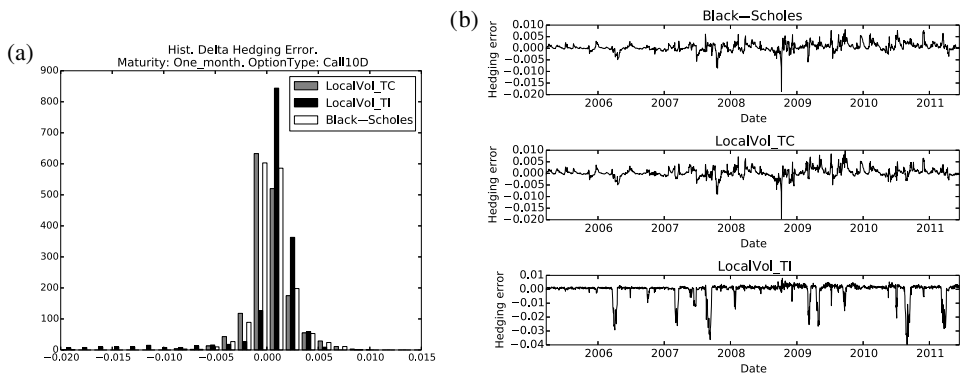 (a)
Hist. Delta Hedging Error.
Maturity: One_month. OptionType: Call10D
LocalVol_TC
LocalVol_TI
Black—Scholes
900
800
700
600
500
400
300
200
100
0
−0.020 −0.015 −0.010 −0.005 0.000 0.005 0.010 0.015
(b)
Black—Scholes
Hedging error
0.010
0.005
0.000
−0.005
−0.010
−0.015
−0.020
2006 2007 2008 2009 2010 2011
Date
LocalVol_TC
Hedging error
0.010
0.005
0.000
−0.005
−0.010
−0.015
−0.020
2006 2007 2008 2009 2010 2011
Date
LocalVol_TI
Hedging error
0.01
0.00
−0.01
−0.02
−0.03
−0.04
2006 2007 2008 2009 2010 2011
Date